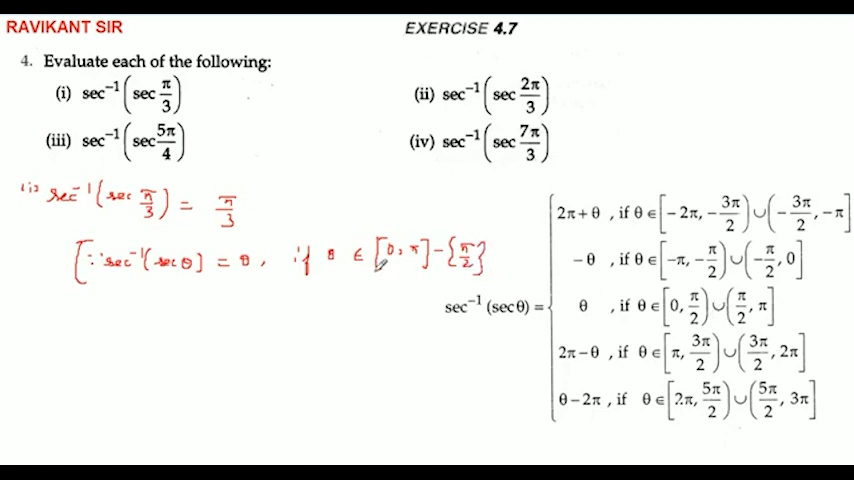 RAVIKANT SIR
EXERCISE 4.7
4. Evaluate each of the following:
(i) sec⁻¹(sec π/3)
(ii) sec⁻¹(sec 2π/3)
(iii) sec⁻¹(sec 5π/4)
(iv) sec⁻¹(sec 7π/3)
(i) sec⁻¹(sec π/3) = π/3
[∵ sec⁻¹(sec θ) = θ, if θ ∈ [0, π] - {π/2}
sec⁻¹(sec θ) = {
2π+θ , if θ ∈ [-2π, -3π/2) ∪ (-3π/2, -π]
-θ , if θ ∈ [-π, -π/2) ∪ (-π/2, 0]
θ , if θ ∈ [0, π/2) ∪ (π/2, π]
2π-θ , if θ ∈ [π, 3π/2) ∪ (3π/2, 2π]
θ-2π , if θ ∈ [2π, 5π/2) ∪ (5π/2, 3π]